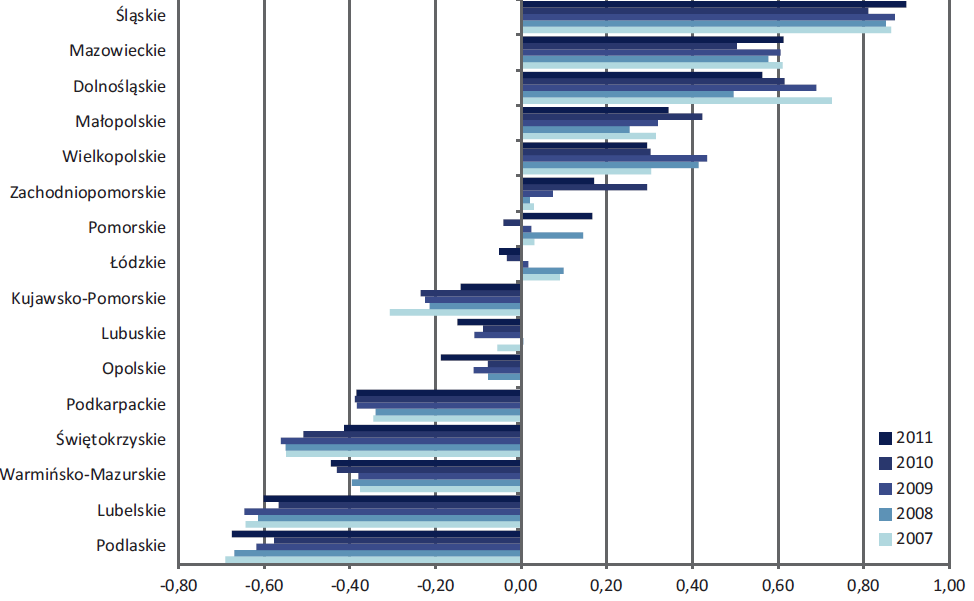 Śląskie
Mazowieckie
Dolnośląskie
Małopolskie
Wielkopolskie
Zachodniopomorskie
Pomorskie
Łódzkie
Kujawsko-Pomorskie
Lubuskie
Opolskie
Podkarpackie
Świętokrzyskie
Warmińsko-Mazurskie
Lubelskie
Podlaskie
2011
2010
2009
2008
2007
-0,80 -0,60 -0,40 -0,20 0,00 0,20 0,40 0,60 0,80 1,00